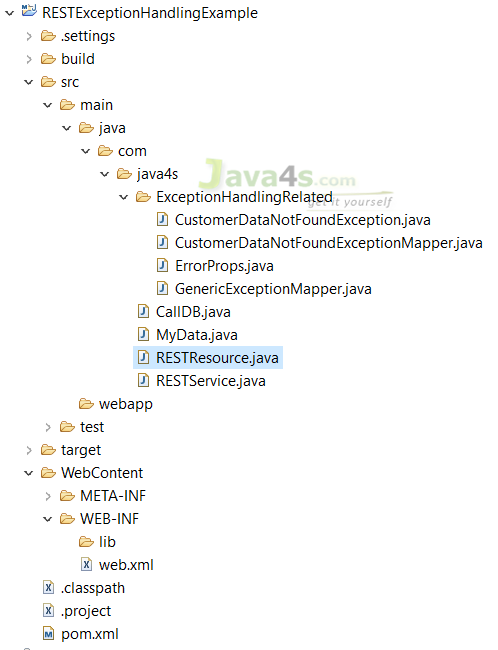 RESTExceptionHandlingExample
.settings
build
src
main
java
com
java4s
Java4s.com
ExceptionHandlingRelated
get it yourself
CustomerDataNotFoundException.java
CustomerDataNotFoundExceptionMapper.java
ErrorProps.java
GenericExceptionMapper.java
CallDB.java
MyData.java
RESTResource.java
RESTService.java
webapp
test
target
WebContent
META-INF
WEB-INF
lib
web.xml
.classpath
.project
pom.xml